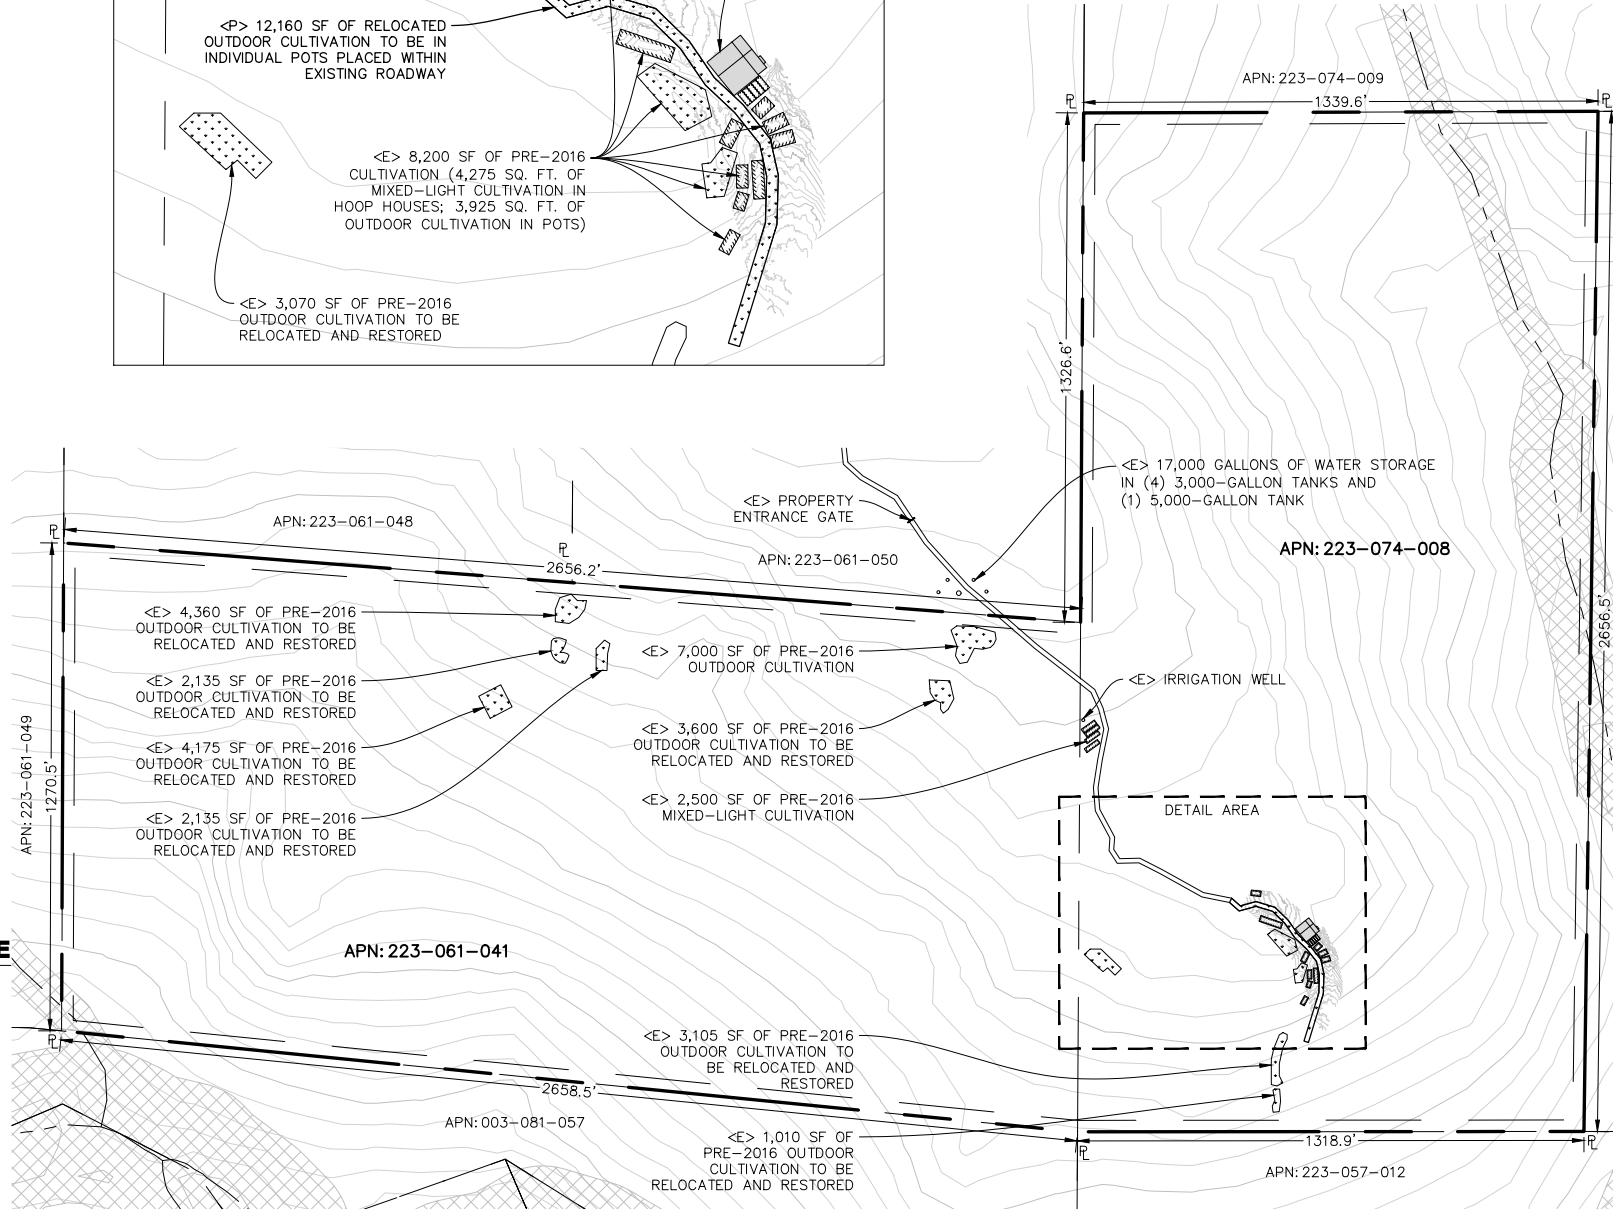 <P> 12,160 SF OF RELOCATED
OUTDOOR CULTIVATION TO BE IN
INDIVIDUAL POTS PLACED WITHIN
EXISTING ROADWAY
<E> 8,200 SF OF PRE-2016
CULTIVATION (4,275 SQ. FT. OF
MIXED-LIGHT CULTIVATION IN
HOOP HOUSES; 3,925 SQ. FT. OF
OUTDOOR CULTIVATION IN POTS)
<E> 3,070 SF OF PRE-2016
OUTDOOR CULTIVATION TO BE
RELOCATED AND RESTORED
APN: 223-074-009
PL
1339.6'
PL
1326.6'
<E> 17,000 GALLONS OF WATER STORAGE
IN (4) 3,000-GALLON TANKS AND
(1) 5,000-GALLON TANK
<E> PROPERTY
ENTRANCE GATE
APN: 223-074-008
2656.5'
APN: 223-061-048
PL
PL
2656.2'
APN: 223-061-050
<E> 4,360 SF OF PRE-2016
OUTDOOR CULTIVATION TO BE
RELOCATED AND RESTORED
<E> 2,135 SF OF PRE-2016
OUTDOOR CULTIVATION TO BE
RELOCATED AND RESTORED
<E> 4,175 SF OF PRE-2016
OUTDOOR CULTIVATION TO BE
RELOCATED AND RESTORED
<E> 2,135 SF OF PRE-2016
OUTDOOR CULTIVATION TO BE
RELOCATED AND RESTORED
<E> 7,000 SF OF PRE-2016
OUTDOOR CULTIVATION
<E> 3,600 SF OF PRE-2016
OUTDOOR CULTIVATION TO BE
RELOCATED AND RESTORED
<E> 2,500 SF OF PRE-2016
MIXED-LIGHT CULTIVATION
<E> IRRIGATION WELL
DETAIL AREA
APN: 223-061-049
1270.5'
APN: 223-061-041
E
PL
<E> 3,105 SF OF PRE-2016
OUTDOOR CULTIVATION TO
BE RELOCATED AND
RESTORED
2658.5'
APN: 003-081-057
<E> 1,010 SF OF
PRE-2016 OUTDOOR
CULTIVATION TO BE
RELOCATED AND RESTORED
PL
1318.9'
PL
APN: 223-057-012